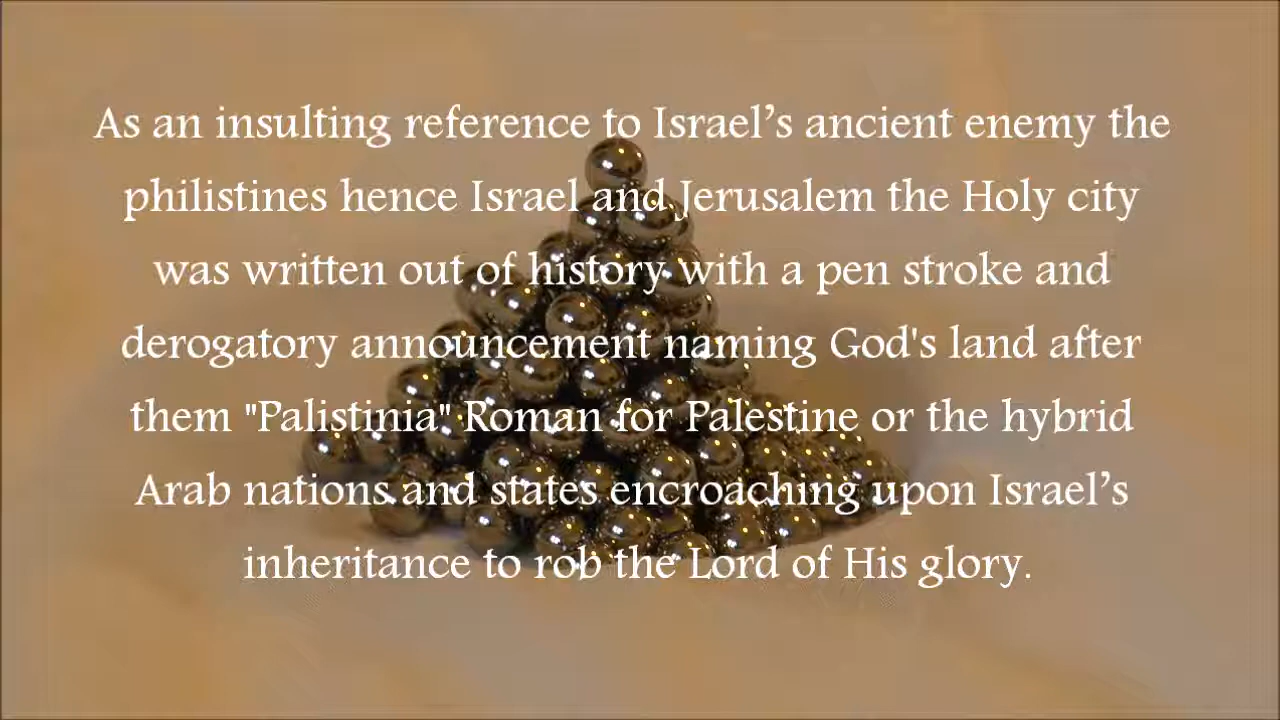 As an insulting reference to Israel’s ancient enemy the
philistines hence Israel and Jerusalem the Holy city
was written out of history with a pen stroke and
derogatory announcement naming God's land after
them "Palistinia" Roman for Palestine or the hybrid
Arab nations and states encroaching upon Israel’s
inheritance to rob the Lord of His glory.